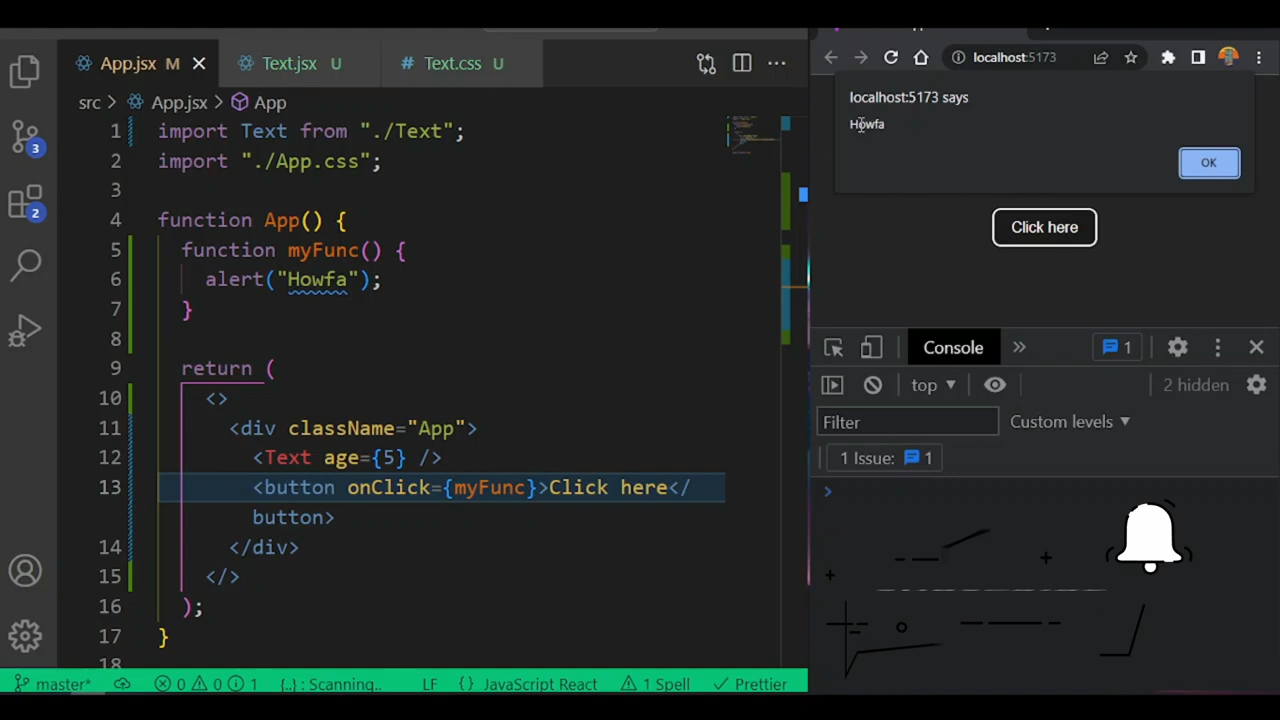 App.jsx M
Text.jsx U
# Text.css U
src > App.jsx > App
1 import Text from "./Text";
2 import "./App.css";
3
4 function App() {
5 function myFunc() {
6 alert("Howfa");
7 }
8
9 return (
10 <>
11 <div className="App">
12 <Text age={5} />
13 <button onClick={myFunc}>Click here</
button>
14 </div>
15 </>
16 );
17 }
18
3
2
master* 0 0 1 {..} : Scanning.. LF {} JavaScript React 1 Spell Prettier
localhost:5173
localhost:5173 says
Howfa
OK
Click here
Console » 1
top 2 hidden
Filter Custom levels
1 Issue: 1